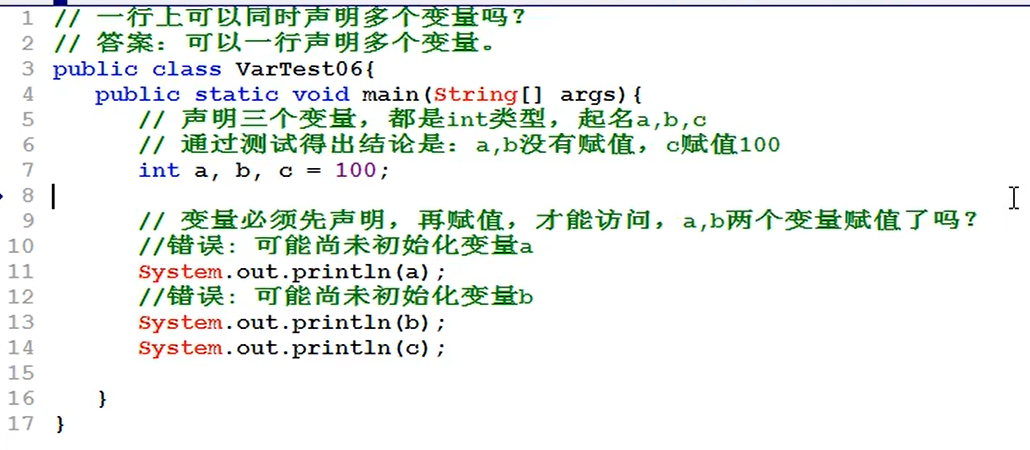 1 // 一行上可以同时声明多个变量吗？
2 // 答案：可以一行声明多个变量。
3 public class VarTest06{
4 public static void main(String[] args){
5 // 声明三个变量，都是int类型，起名a,b,c
6 // 通过测试得出结论是：a,b没有赋值，c赋值100
7 int a, b, c = 100;
8
9 // 变量必须先声明，再赋值，才能访问，a,b两个变量赋值了吗？
10 //错误: 可能尚未初始化变量a
11 System.out.println(a);
12 //错误: 可能尚未初始化变量b
13 System.out.println(b);
14 System.out.println(c);
15
16 }
17 }